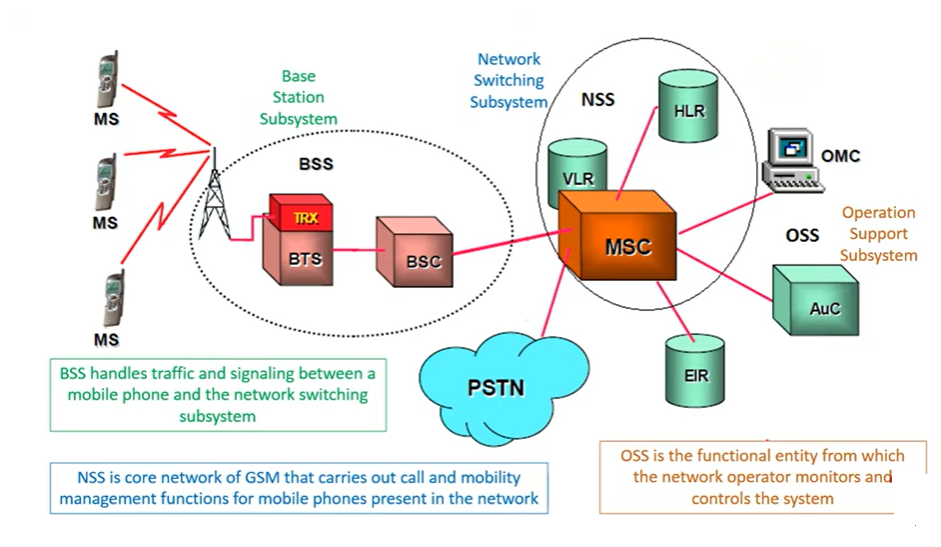 Network
Switching
Subsystem
Base
Station
Subsystem
NSS
HLR
MS
BSS
VLR
OMC
MS
TRX
BTS
BSC
MSC
OSS
Operation
Support
Subsystem
AuC
MS
PSTN
EIR
BSS handles traffic and signaling between a
mobile phone and the network switching
subsystem
NSS is core network of GSM that carries out call and mobility
management functions for mobile phones present in the network
OSS is the functional entity from which
the network operator monitors and
controls the system